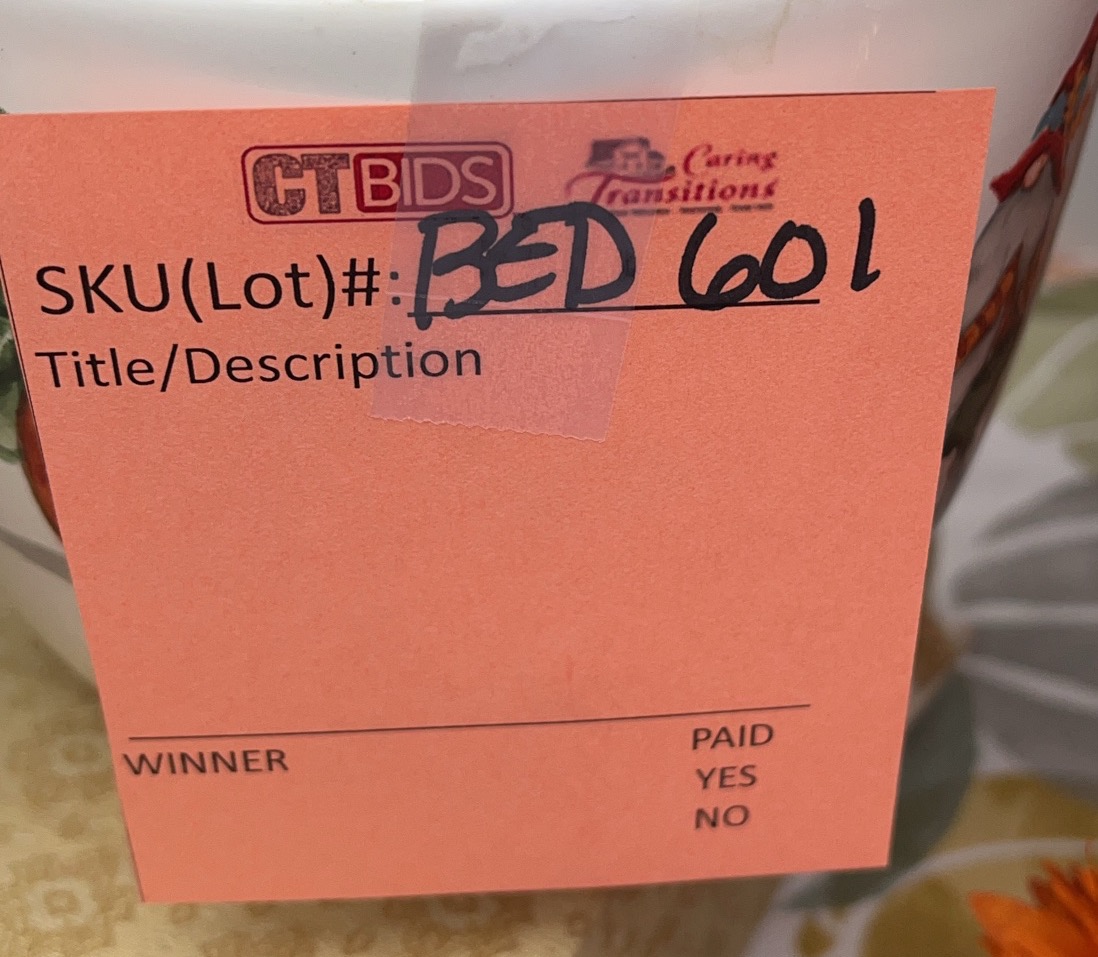 CTBIDS
Caring
Transitions
SKU(Lot)#: BED 601
Title/Description
WINNER
PAID
YES
NO